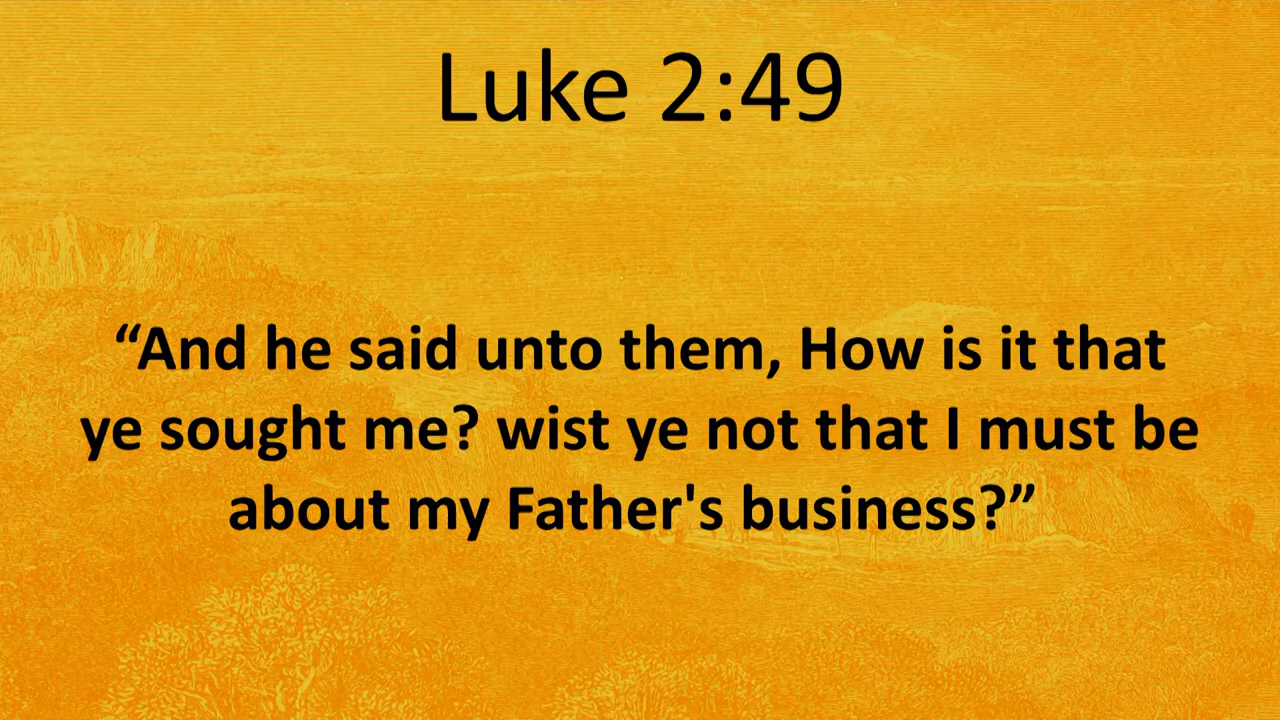 Luke 2:49
“And he said unto them, How is it that
ye sought me? wist ye not that I must be
about my Father's business?”